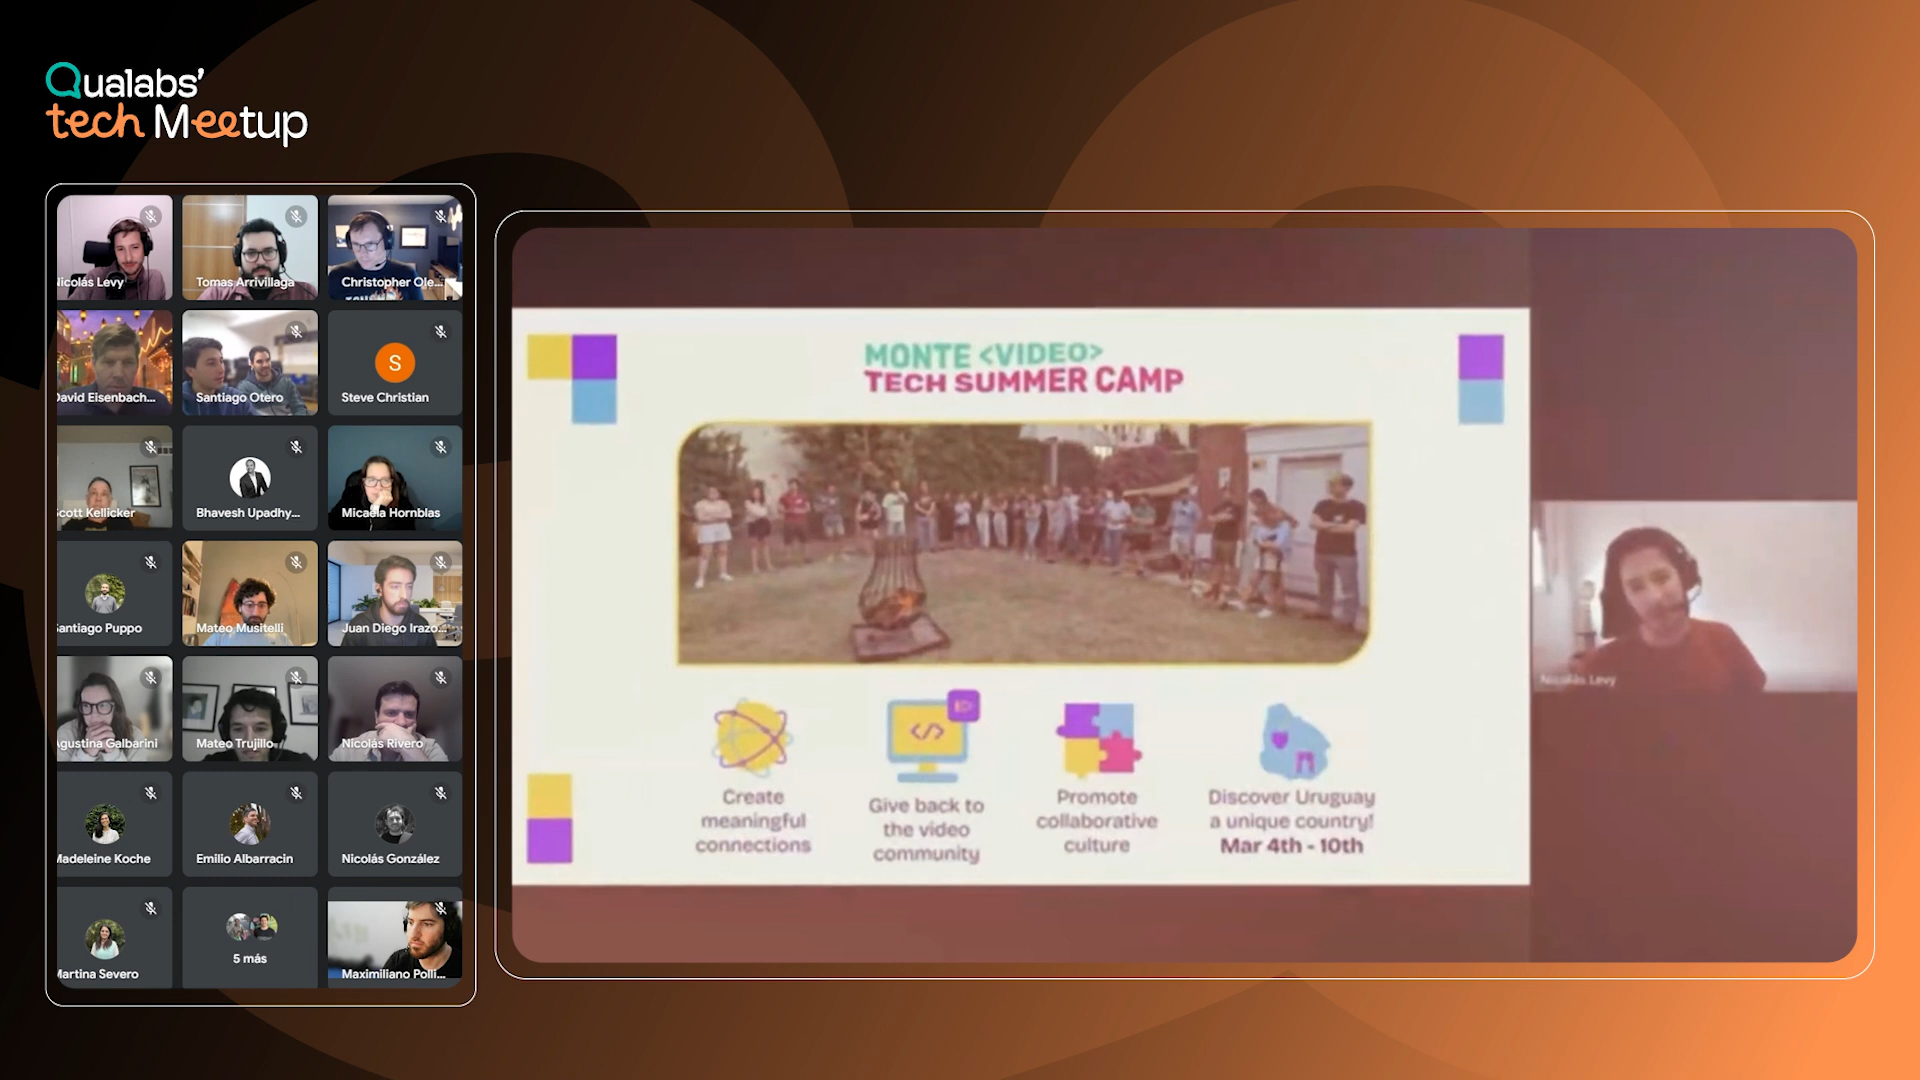 Qualabs'
tech Meetup
Nicolás Levy
Tomas Arrivillaga
Christopher Ole...
David Eisenbach...
Santiago Otero
S
Steve Christian
Scott Kellicker
Bhavesh Upadhy...
Micaela Hornblas
Santiago Puppo
Mateo Musitelli
Juan Diego Irazo...
Agustina Galbarini
Mateo Trujillo
Nicolás Rivero
Madeleine Koche
Emilio Albarracin
Nicolás González
Martina Severo
5 más
Maximiliano Polli...
MONTE <VIDEO>
TECH SUMMER CAMP
</>
Create
meaningful
connections
Give back to
the video
community
Promote
collaborative
culture
Discover Uruguay
a unique country!
Mar 4th - 10th
Nicolás Levy